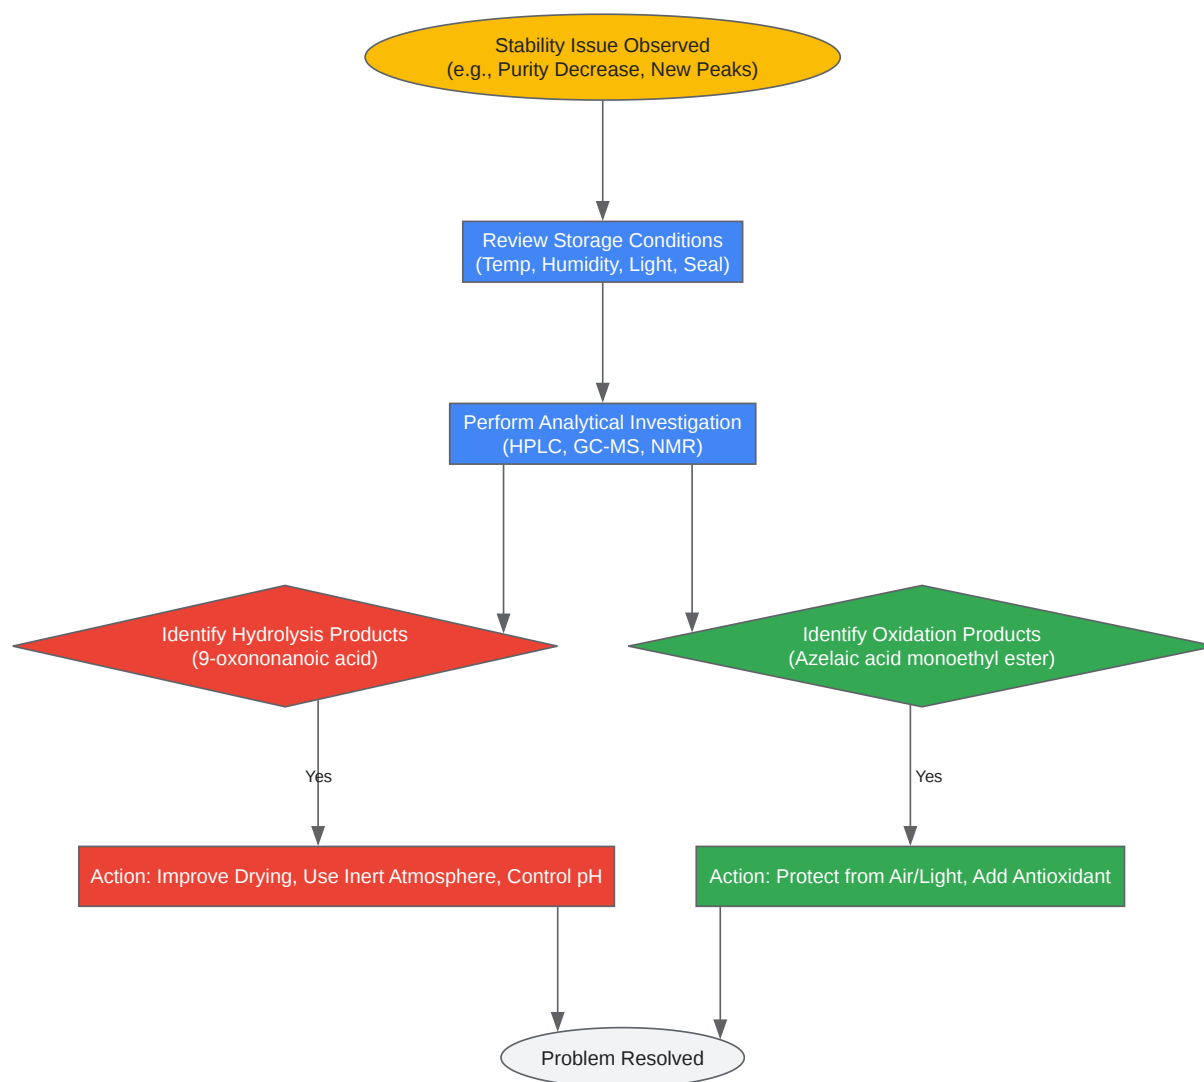 Stability Issue Observed
(e.g., Purity Decrease, New Peaks)
Review Storage Conditions
(Temp, Humidity, Light, Seal)
Perform Analytical Investigation
(HPLC, GC-MS, NMR)
Identify Hydrolysis Products
(9-oxononanoic acid)
Identify Oxidation Products
(Azelaic acid monoethyl ester)
Yes
Yes
Action: Improve Drying, Use Inert Atmosphere, Control pH
Action: Protect from Air/Light, Add Antioxidant
Problem Resolved